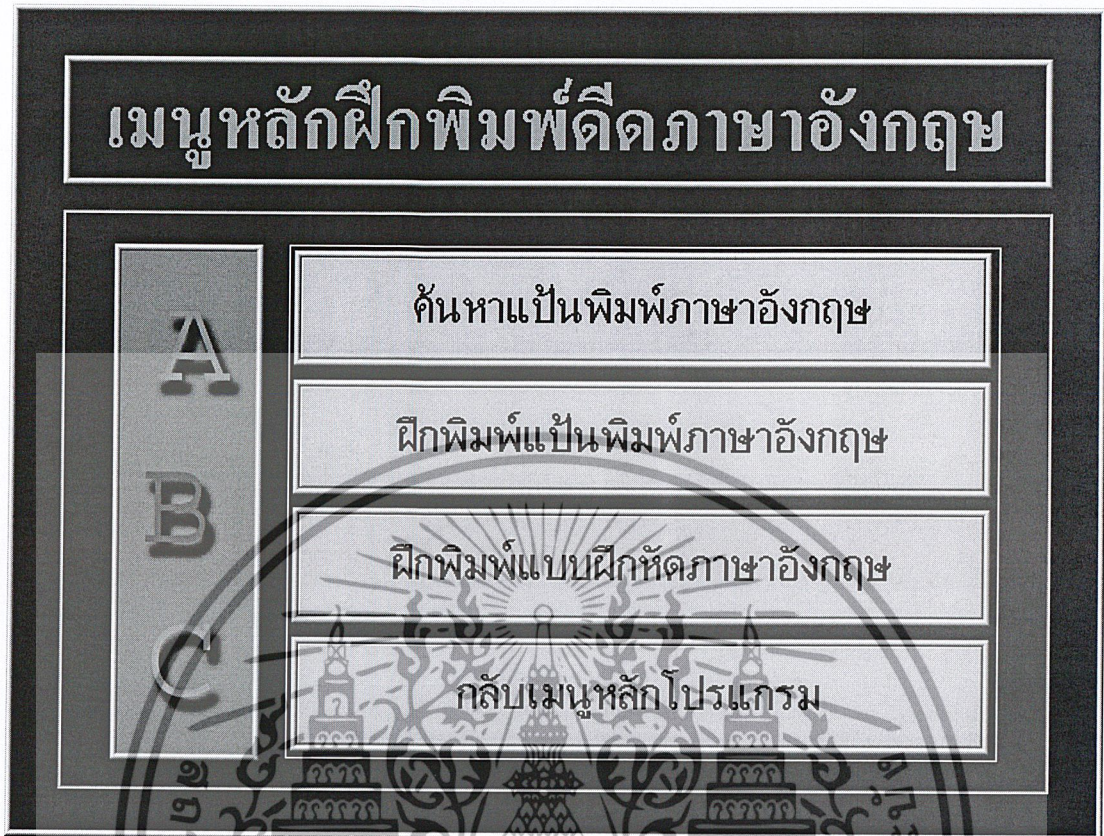 เมนูหลักฝึกพิมพ์ดีดภาษาอังกฤษ
A
B
C
ค้นหาแป้นพิมพ์ภาษาอังกฤษ
ฝึกพิมพ์แป้นพิมพ์ภาษาอังกฤษ
ฝึกพิมพ์แบบฝึกหัดภาษาอังกฤษ
กลับเมนูหลักโปรแกรม